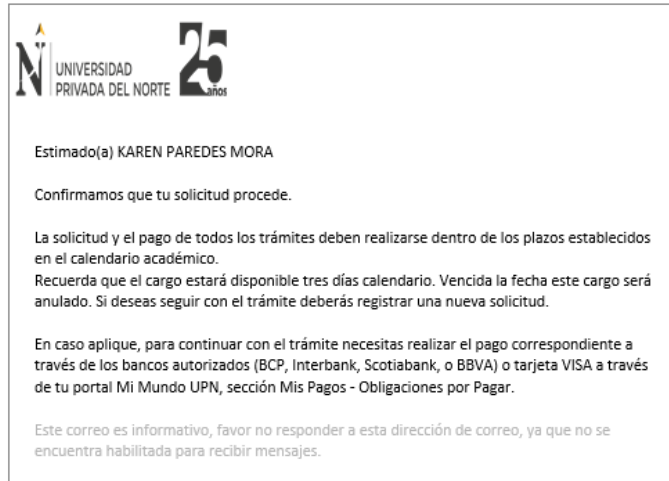 UNIVERSIDAD
PRIVADA DEL NORTE
25
años
Estimado(a) KAREN PAREDES MORA
Confirmamos que tu solicitud procede.
La solicitud y el pago de todos los trámites deben realizarse dentro de los plazos establecidos
en el calendario académico.
Recuerda que el cargo estará disponible tres días calendario. Vencida la fecha este cargo será
anulado. Si deseas seguir con el trámite deberás registrar una nueva solicitud.
En caso aplique, para continuar con el trámite necesitas realizar el pago correspondiente a
través de los bancos autorizados (BCP, Interbank, Scotiabank, o BBVA) o tarjeta VISA a través
de tu portal Mi Mundo UPN, sección Mis Pagos - Obligaciones por Pagar.
Este correo es informativo, favor no responder a esta dirección de correo, ya que no se
encuentra habilitada para recibir mensajes.